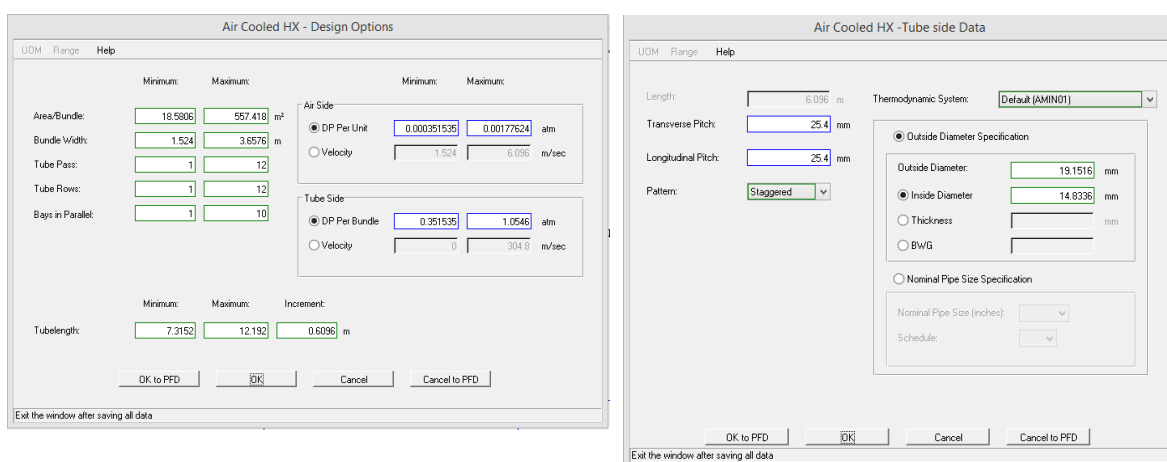 Air Cooled HX - Design Options
UOM Range Help
Minimum: Maximum: Minimum: Maximum:
Area/Bundle: 18.5806 557.418 m²
Bundle Width: 1.524 3.6576 m
Tube Pass: 1 12
Tube Rows: 1 12
Bays in Parallel: 1 10
Air Side
DP Per Unit 0.000351535 0.00177624 atm
Velocity 1.524 6.096 m/sec
Tube Side
DP Per Bundle 0.351535 1.0546 atm
Velocity 0 304.8 m/sec
Minimum: Maximum: Increment:
Tubelength: 7.3152 12.192 0.6096 m
OK to PFD OK Cancel Cancel to PFD
Exit the window after saving all data
Air Cooled HX -Tube side Data
UOM Range Help
Length: 6.096 m
Transverse Pitch: 25.4 mm
Longitudinal Pitch: 25.4 mm
Pattern: Staggered
Thermodynamic System: Default (AMIN01)
Outside Diameter Specification
Outside Diameter: 19.1516 mm
Inside Diameter 14.8336 mm
Thickness mm
BWG
Nominal Pipe Size Specification
Nominal Pipe Size (inches):
Schedule:
OK to PFD OK Cancel Cancel to PFD
Exit the window after saving all data